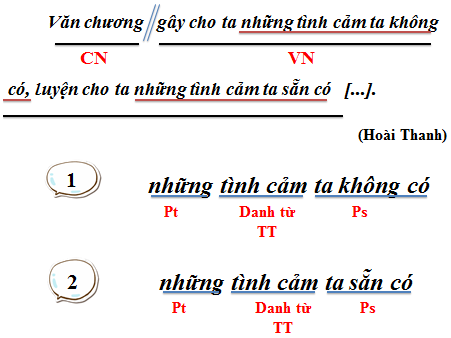 Văn chương gây cho ta những tình cảm ta không
CN VN
có, luyện cho ta những tình cảm ta sẵn có [...].
(Hoài Thanh)
1 những tình cảm ta không có
Pt Danh từ Ps
TT
2 những tình cảm ta sẵn có
Pt Danh từ Ps
TT